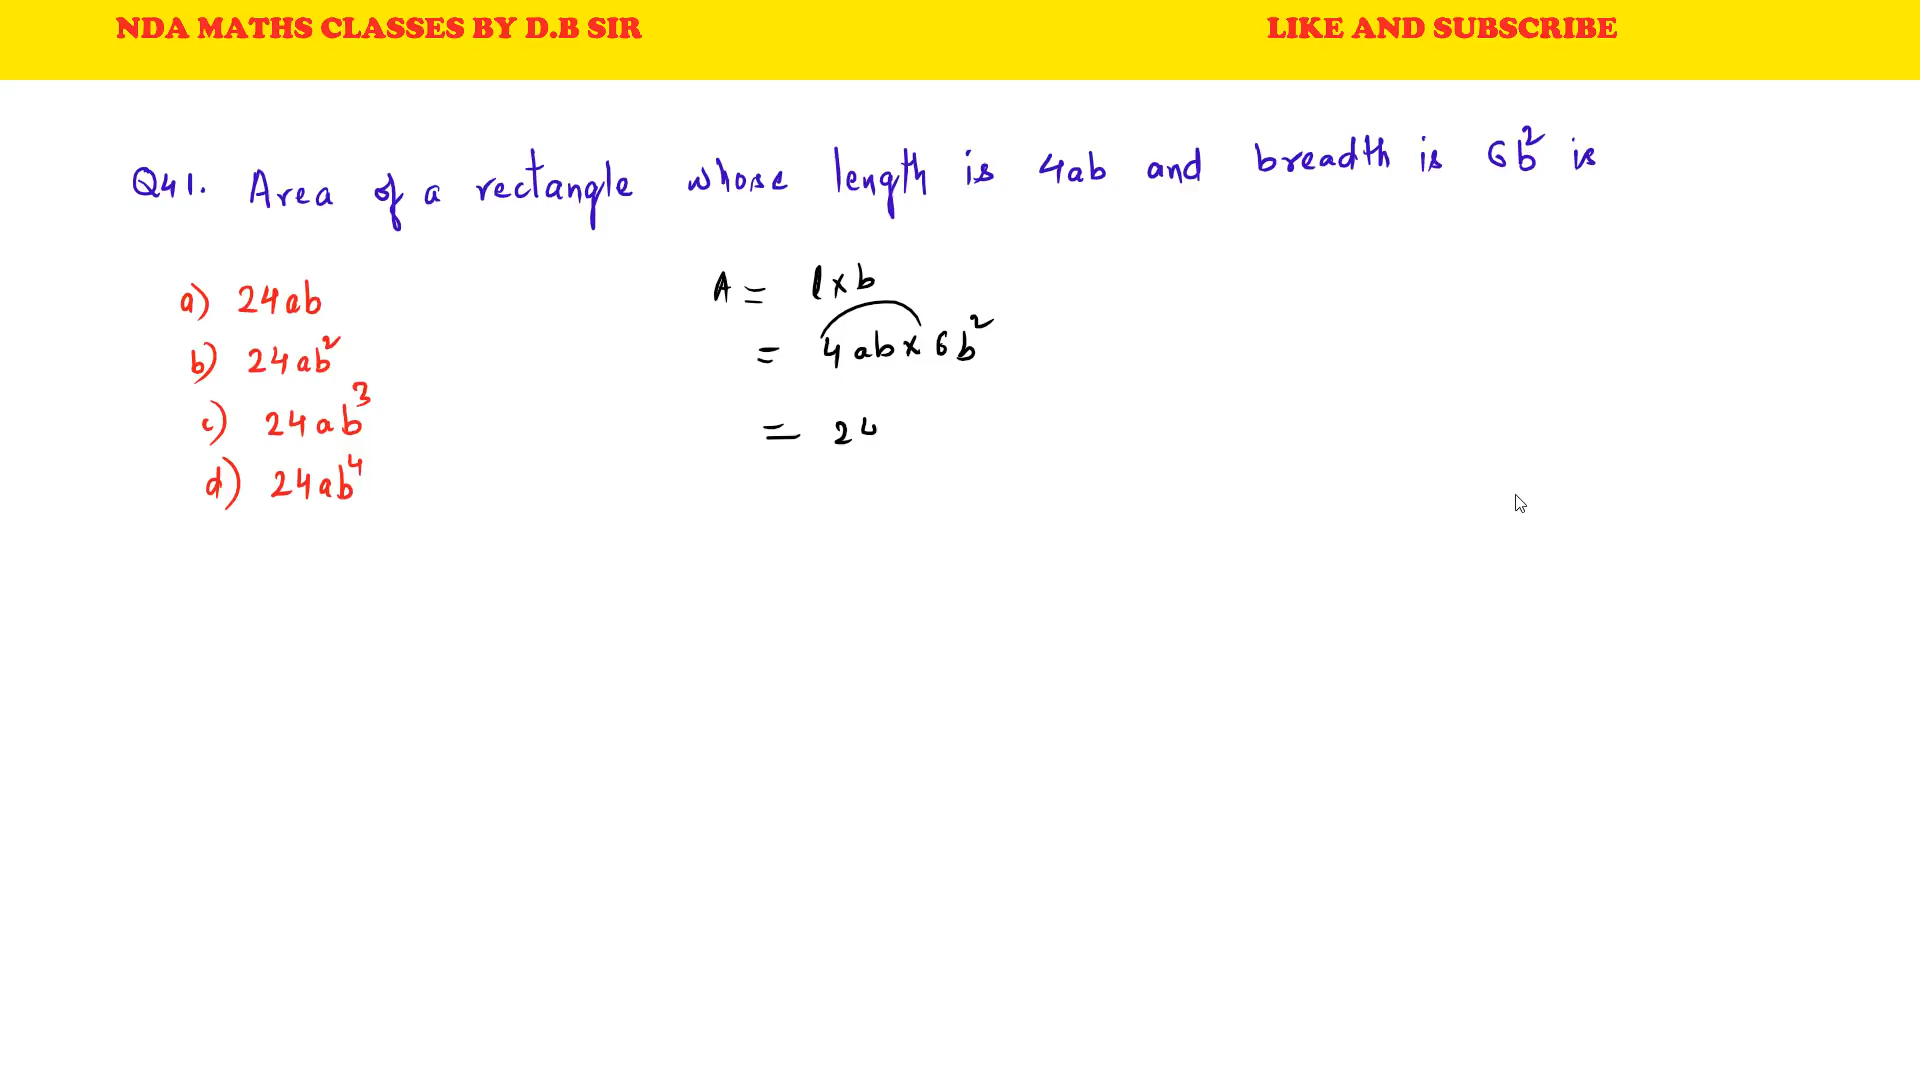 NDA MATHS CLASSES BY D.B SIR LIKE AND SUBSCRIBE
Q41. Area of a rectangle whose length is 4ab and breadth is 6b² is
a) 24ab
b) 24ab²
c) 24ab³
d) 24ab⁴
A = l×b
= 4ab×6b²
= 24